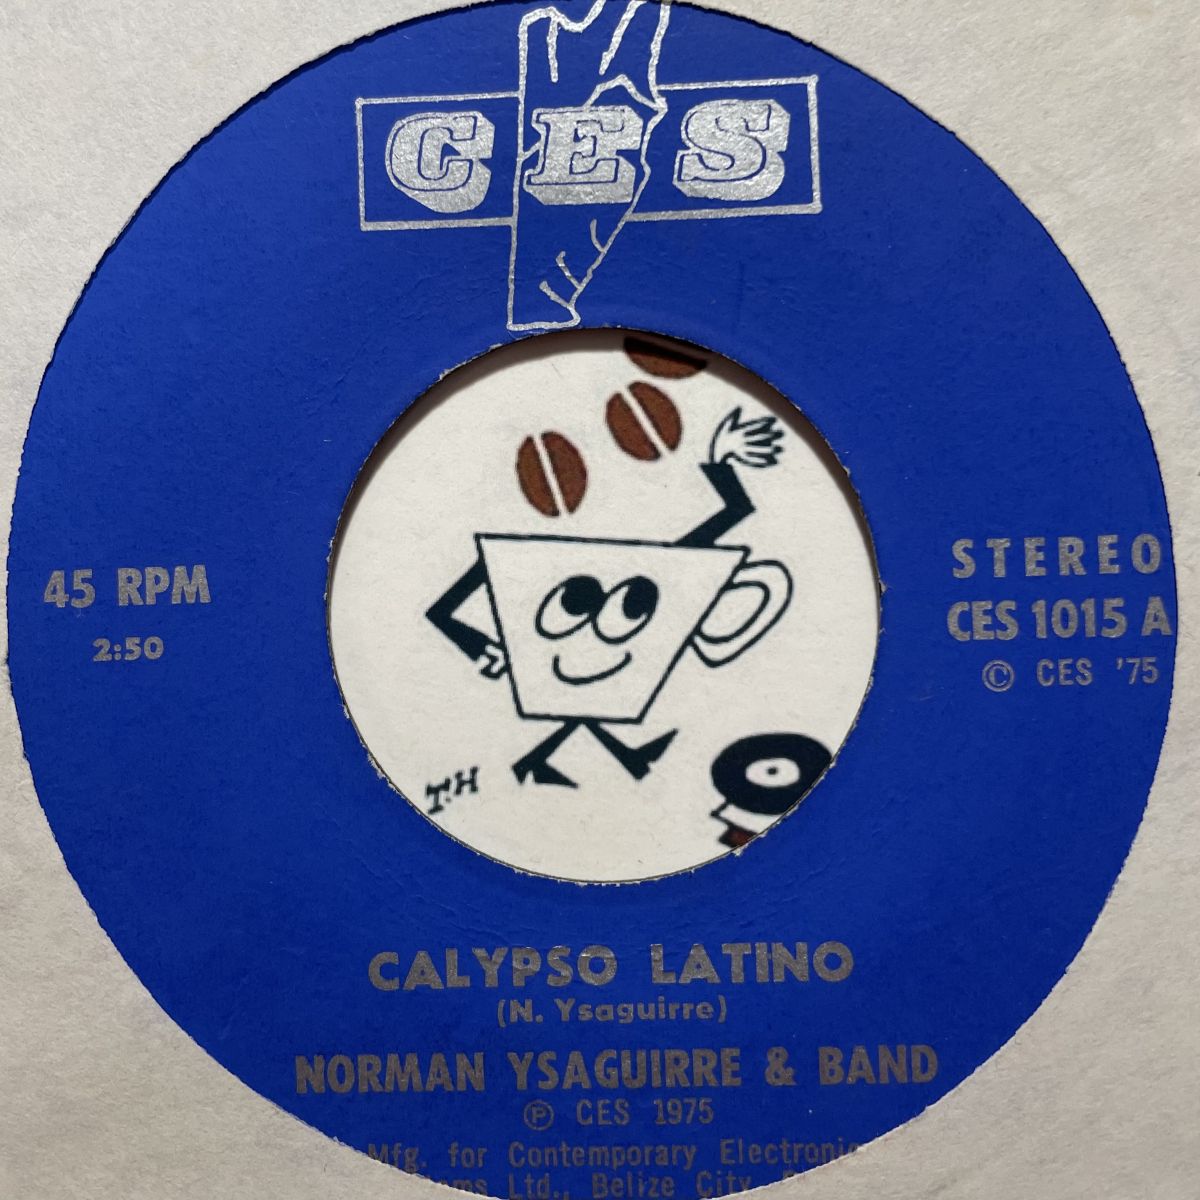 CES
45 RPM
2:50
STEREO
CES 1015 A
© CES '75
T.H
CALYPSO LATINO
(N. Ysaguirre)
NORMAN YSAGUIRRE & BAND
℗ CES 1975
Mfg. for Contemporary Electronic
Ltd., Belize City,